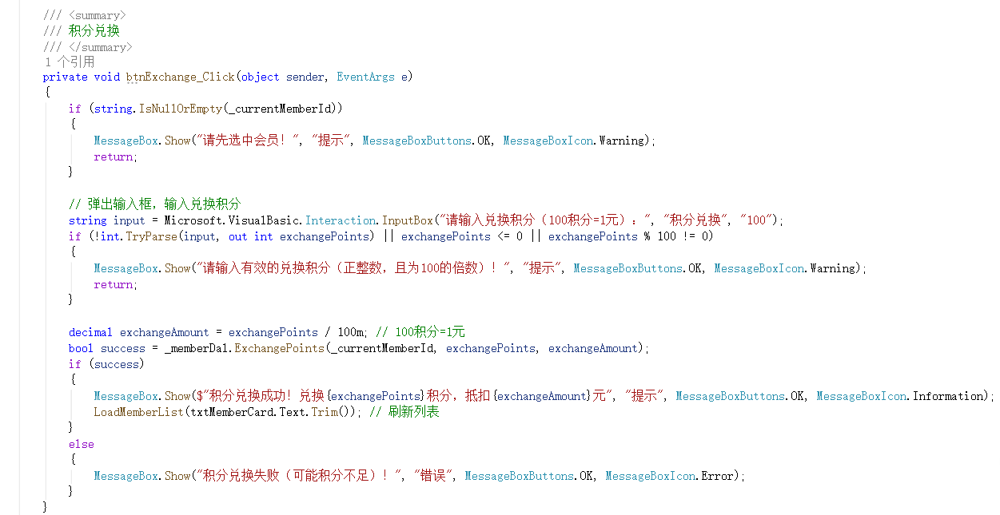 /// <summary>
/// 积分兑换
/// </summary>
1 个引用
private void btnExchange_Click(object sender, EventArgs e)
{
if (string.IsNullOrEmpty(_currentMemberId))
{
MessageBox.Show("请先选中会员！", "提示", MessageBoxButtons.OK, MessageBoxIcon.Warning);
return;
}
// 弹出输入框，输入兑换积分
string input = Microsoft.VisualBasic.Interaction.InputBox("请输入兑换积分（100积分=1元）：", "积分兑换", "100");
if (!int.TryParse(input, out int exchangePoints) || exchangePoints <= 0 || exchangePoints % 100 != 0)
{
MessageBox.Show("请输入有效的兑换积分（正整数，且为100的倍数）！", "提示", MessageBoxButtons.OK, MessageBoxIcon.Warning);
return;
}
decimal exchangeAmount = exchangePoints / 100m; // 100积分=1元
bool success = _memberDal.ExchangePoints(_currentMemberId, exchangePoints, exchangeAmount);
if (success)
{
MessageBox.Show($"积分兑换成功！兑换{exchangePoints}积分，抵扣{exchangeAmount}元", "提示", MessageBoxButtons.OK, MessageBoxIcon.Information);
LoadMemberList(txtMemberCard.Text.Trim()); // 刷新列表
}
else
{
MessageBox.Show("积分兑换失败（可能积分不足）！", "错误", MessageBoxButtons.OK, MessageBoxIcon.Error);
}
}